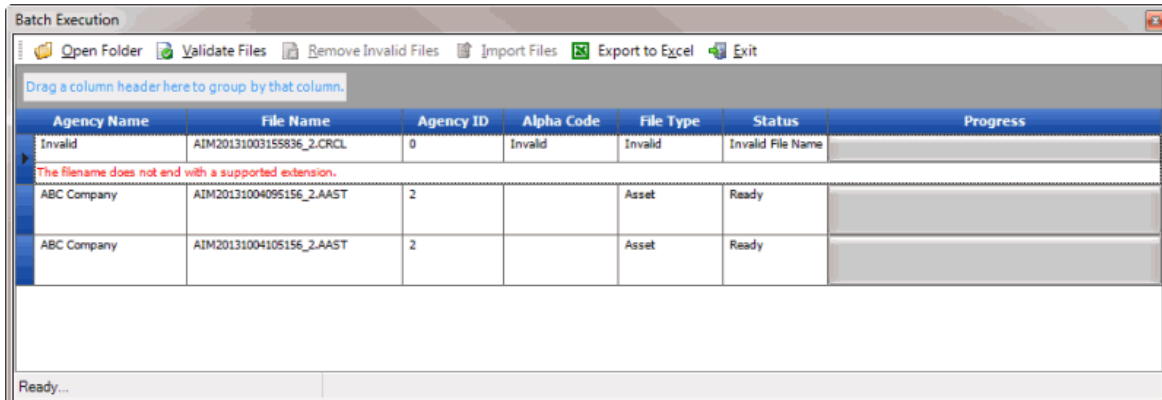 Batch Execution
Open Folder Validate Files Remove Invalid Files Import Files Export to Excel Exit
Drag a column header here to group by that column.
Agency Name File Name Agency ID Alpha Code File Type Status Progress
Invalid AIM20131003155836_2.CRCL 0 Invalid Invalid Invalid File Name
The filename does not end with a supported extension.
ABC Company AIM20131004095156_2.AAST 2 Asset Ready
ABC Company AIM20131004105156_2.AAST 2 Asset Ready
Ready...